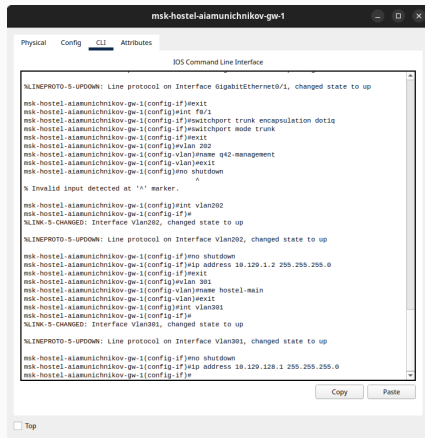 msk-hostel-aiamunichnikov-gw-1
Physical Config CLI Attributes
IOS Command Line Interface
%LINEPROTO-5-UPDOWN: Line protocol on Interface GigabitEthernet0/1, changed state to up
msk-hostel-aiamunichnikov-gw-1(config-if)#exit
msk-hostel-aiamunichnikov-gw-1(config)#int f0/1
msk-hostel-aiamunichnikov-gw-1(config-if)#switchport trunk encapsulation dot1q
msk-hostel-aiamunichnikov-gw-1(config-if)#switchport mode trunk
msk-hostel-aiamunichnikov-gw-1(config-if)#exit
msk-hostel-aiamunichnikov-gw-1(config)#vlan 202
msk-hostel-aiamunichnikov-gw-1(config-vlan)#name q42-management
msk-hostel-aiamunichnikov-gw-1(config-vlan)#exit
msk-hostel-aiamunichnikov-gw-1(config)#no shutdown
^
% Invalid input detected at '^' marker.
msk-hostel-aiamunichnikov-gw-1(config)#int vlan202
msk-hostel-aiamunichnikov-gw-1(config-if)#
%LINK-5-CHANGED: Interface Vlan202, changed state to up
%LINEPROTO-5-UPDOWN: Line protocol on Interface Vlan202, changed state to up
msk-hostel-aiamunichnikov-gw-1(config-if)#no shutdown
msk-hostel-aiamunichnikov-gw-1(config-if)#ip address 10.129.1.2 255.255.255.0
msk-hostel-aiamunichnikov-gw-1(config-if)#exit
msk-hostel-aiamunichnikov-gw-1(config)#vlan 301
msk-hostel-aiamunichnikov-gw-1(config-vlan)#name hostel-main
msk-hostel-aiamunichnikov-gw-1(config-vlan)#exit
msk-hostel-aiamunichnikov-gw-1(config)#int vlan301
msk-hostel-aiamunichnikov-gw-1(config-if)#
%LINK-5-CHANGED: Interface Vlan301, changed state to up
%LINEPROTO-5-UPDOWN: Line protocol on Interface Vlan301, changed state to up
msk-hostel-aiamunichnikov-gw-1(config-if)#no shutdown
msk-hostel-aiamunichnikov-gw-1(config-if)#ip address 10.129.128.1 255.255.255.0
msk-hostel-aiamunichnikov-gw-1(config-if)#
Copy Paste
Top